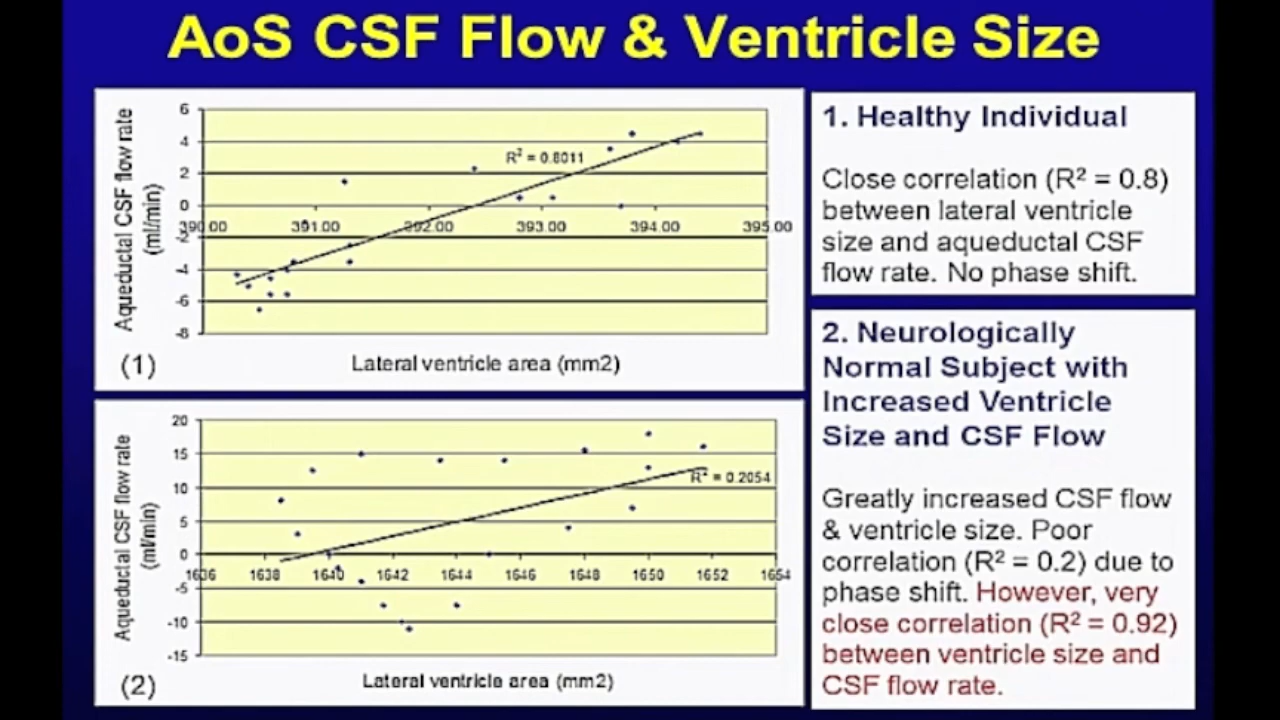 AoS CSF Flow & Ventricle Size
Aqueductal CSF flow rate
(ml/min)
6
4
2
0
-2
-4
-6
-8
R² = 0.8011
390.00 391.00 392.00 393.00 394.00 395.00
(1)
Lateral ventricle area (mm2)
1. Healthy Individual
Close correlation (R² = 0.8)
between lateral ventricle
size and aqueductal CSF
flow rate. No phase shift.
Aqueductal CSF flow rate
(ml/min)
20
15
10
5
0
-5
-10
-15
R² = 0.2054
1636 1638 1640 1642 1644 1646 1648 1650 1652 1654
(2)
Lateral ventricle area (mm2)
2. Neurologically
Normal Subject with
Increased Ventricle
Size and CSF Flow
Greatly increased CSF flow
& ventricle size. Poor
correlation (R² = 0.2) due to
phase shift. However, very
close correlation (R² = 0.92)
between ventricle size and
CSF flow rate.